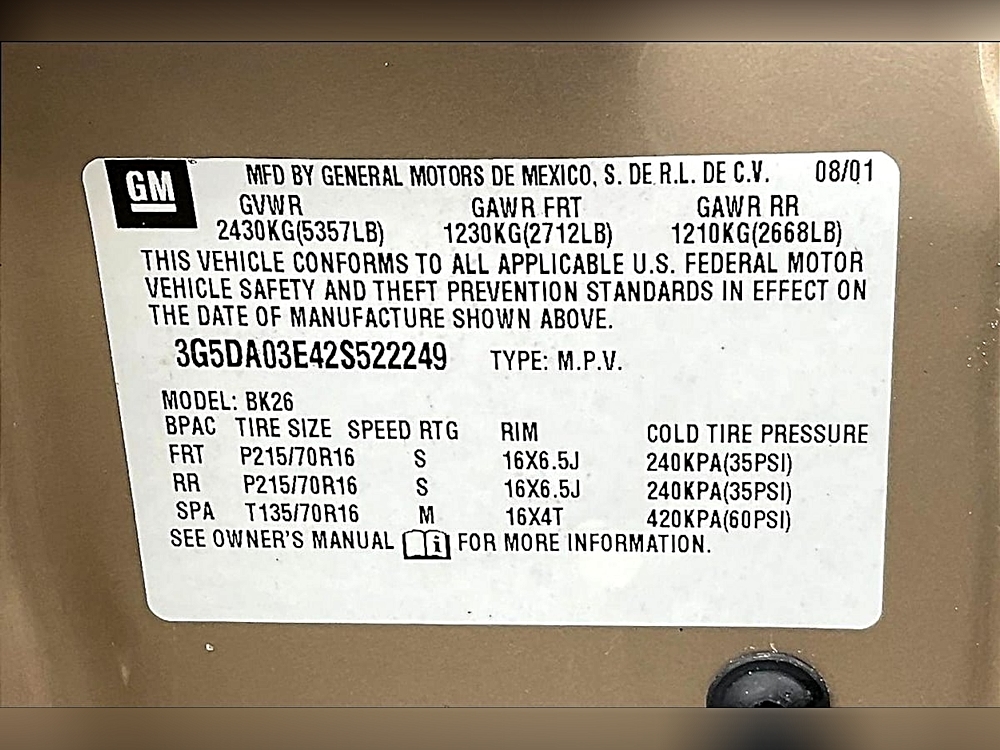 GM
MFD BY GENERAL MOTORS DE MEXICO, S. DE R.L. DE C.V. 08/01
GVWR GAWR FRT GAWR RR
2430KG(5357LB) 1230KG(2712LB) 1210KG(2668LB)
THIS VEHICLE CONFORMS TO ALL APPLICABLE U.S. FEDERAL MOTOR
VEHICLE SAFETY AND THEFT PREVENTION STANDARDS IN EFFECT ON
THE DATE OF MANUFACTURE SHOWN ABOVE.
3G5DA03E42S522249 TYPE: M.P.V.
MODEL: BK26
BPAC TIRE SIZE SPEED RTG RIM COLD TIRE PRESSURE
FRT P215/70R16 S 16X6.5J 240KPA(35PSI)
RR P215/70R16 S 16X6.5J 240KPA(35PSI)
SPA T135/70R16 M 16X4T 420KPA(60PSI)
SEE OWNER'S MANUAL i FOR MORE INFORMATION.